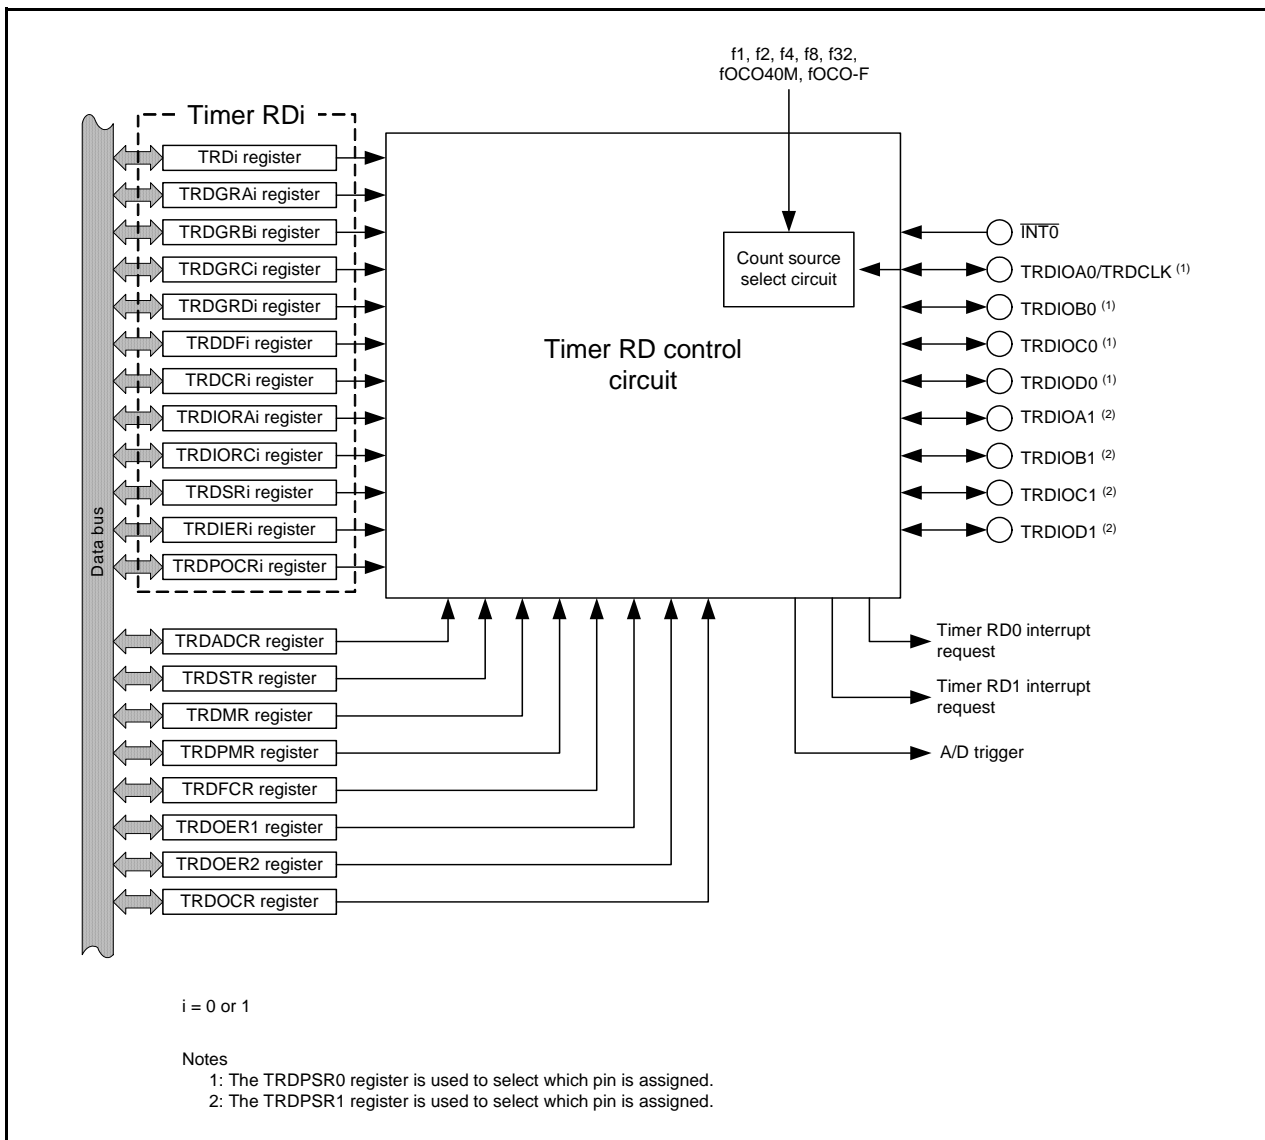 f1, f2, f4, f8, f32,
fOCO40M, fOCO-F
Timer RDi
TRDi register
TRDGRAi register
TRDGRBi register
TRDGRCi register
TRDGRDi register
TRDDFi register
TRDCRi register
TRDIORAi register
TRDIORCi register
TRDSRi register
TRDIERi register
TRDPOCRi register
Data bus
Count source
select circuit
Timer RD control
circuit
INT0
TRDIOA0/TRDCLK (1)
TRDIOB0 (1)
TRDIOC0 (1)
TRDIOD0 (1)
TRDIOA1 (2)
TRDIOB1 (2)
TRDIOC1 (2)
TRDIOD1 (2)
TRDADCR register
TRDSTR register
TRDMR register
TRDPMR register
TRDFCR register
TRDOER1 register
TRDOER2 register
TRDOCR register
Timer RD0 interrupt
request
Timer RD1 interrupt
request
A/D trigger
i = 0 or 1
Notes
1: The TRDPSR0 register is used to select which pin is assigned.
2: The TRDPSR1 register is used to select which pin is assigned.